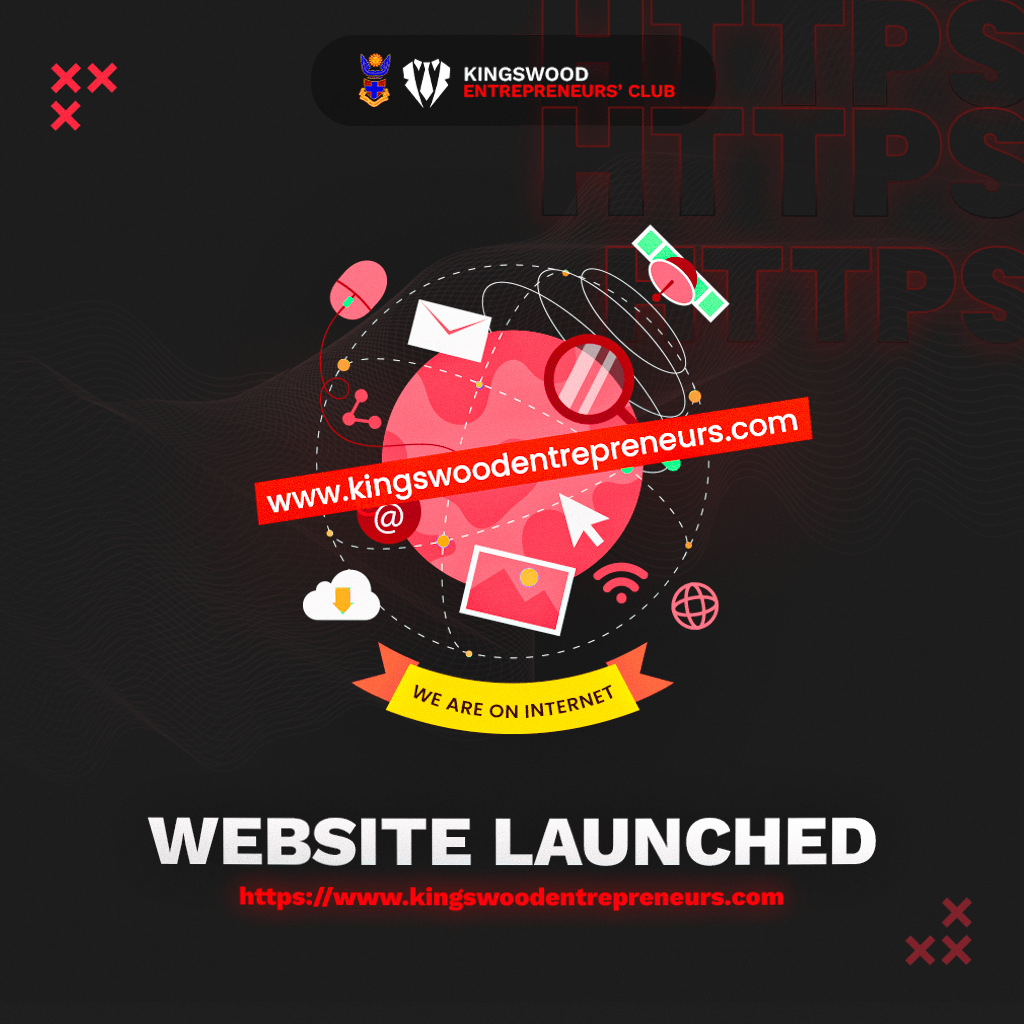 KINGSWOOD
ENTREPRENEURS' CLUB
HTTPS
HTTPS
HTTPS
www.kingswoodentrepreneurs.com
@
WE ARE ON INTERNET
WEBSITE LAUNCHED
https://www.kingswoodentrepreneurs.com